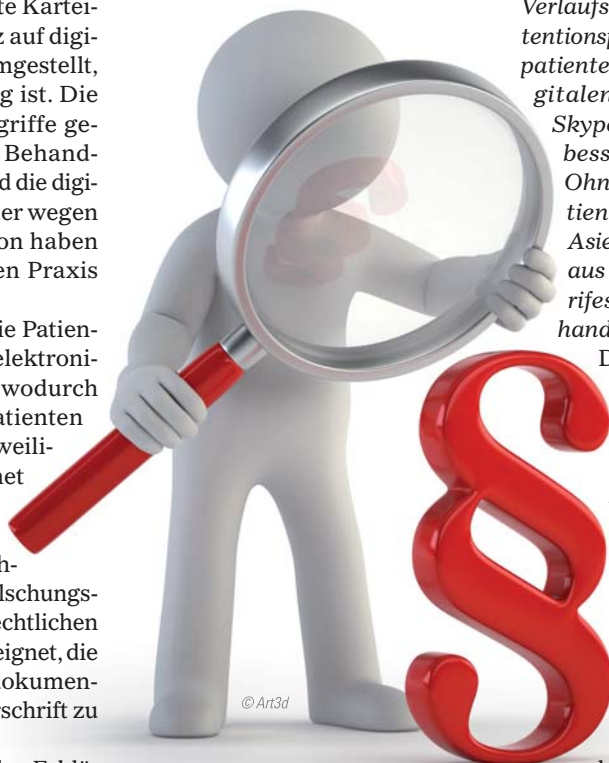 te Kartei-
z auf digi-
mgestellt,
g ist. Die
griffe ge-
Behand-
d die digi-
er wegen
on haben
en Praxis
ie Patien-
elektroni-
wodurch
atienten
weili-
net
h-
lschungs-
echtlichen
eignet, die
dokumen-
rschrift zu
Verlaufs
tentionsp
patiente
gitalen
Skype
bess
Ohn
tien
Asie
aus
rifes
hand
D
§
© Art3d